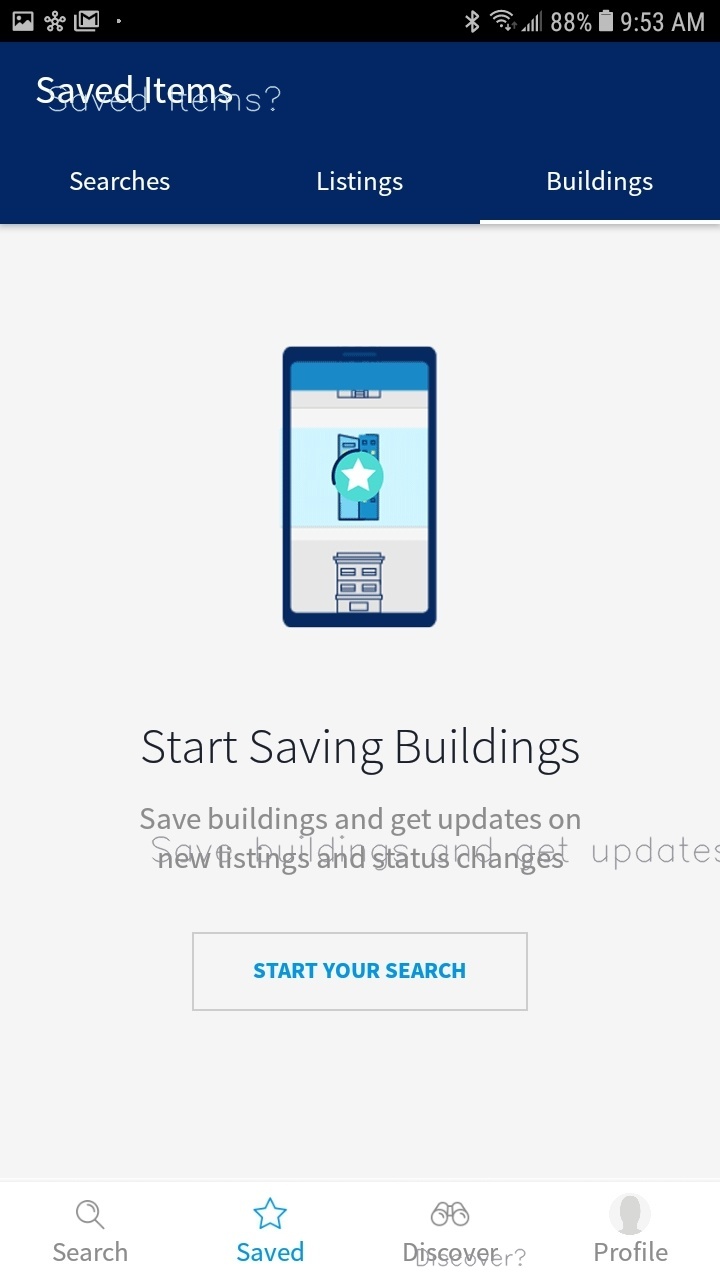 88% 9:53 AM
Saved Items
Saved Items?
Searches Listings Buildings
Start Saving Buildings
Save buildings and get updates on
new listings and status changes
Save buildings and get updates
START YOUR SEARCH
Search Saved Discover Profile
Discover?